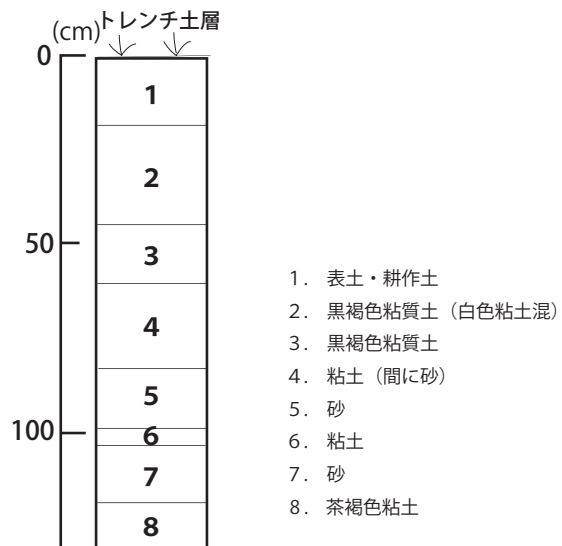 トレンチ土層
(cm)
0
50
100
1
2
3
4
5
6
7
8
1. 表土・耕作土
2. 黒褐色粘質土（白色粘土混）
3. 黒褐色粘質土
4. 粘土（間に砂）
5. 砂
6. 粘土
7. 砂
8. 茶褐色粘土